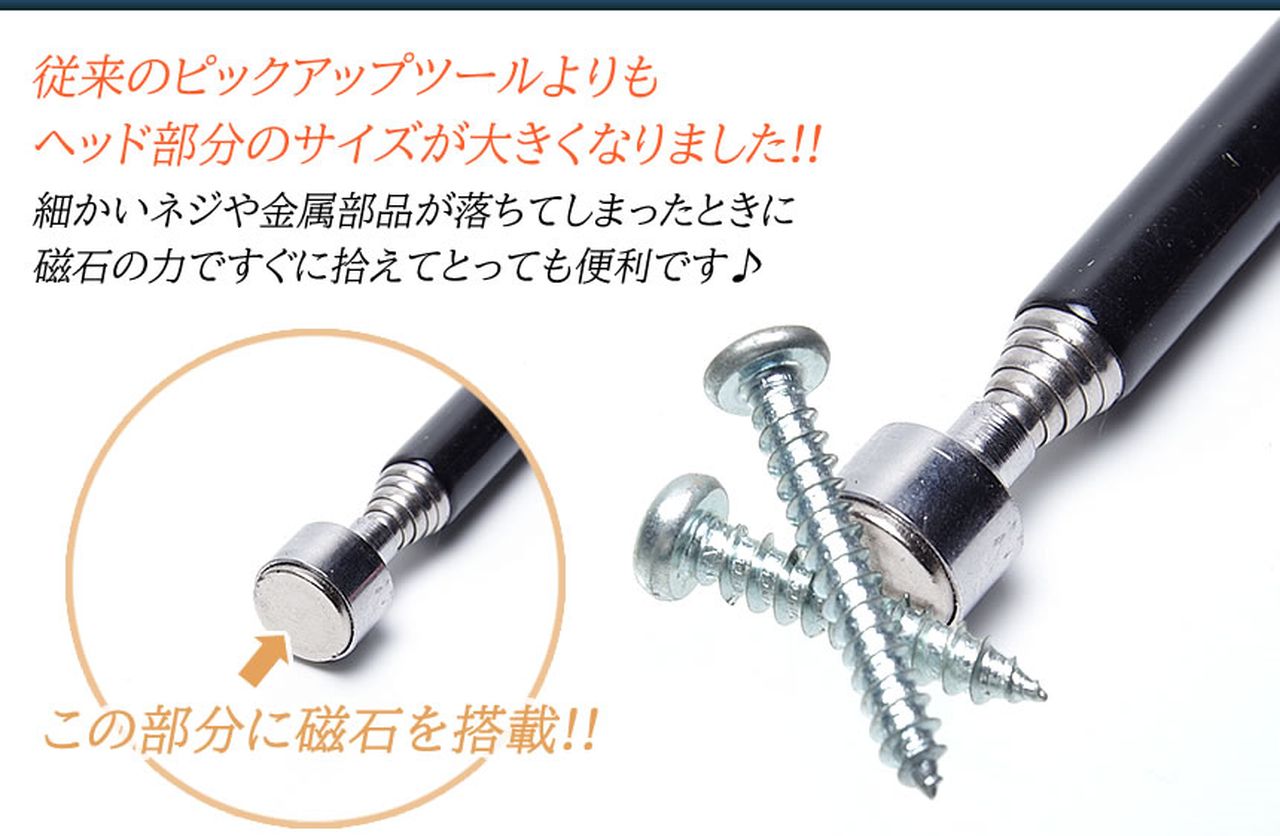 従来のピックアップツールよりも
ヘッド部分のサイズが大きくなりました!!
細かいネジや金属部品が落ちてしまったときに
磁石の力ですぐに拾えてとっても便利です♪
この部分に磁石を搭載!!